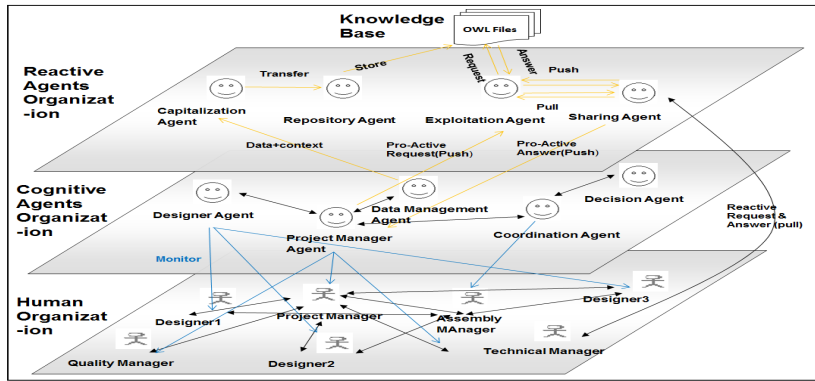 Knowledge
Base
OWL Files
Reactive
Agents
Organizat
-ion
Transfer
Store
Request
Answer
Push
Pull
Capitalization
Agent
Repository Agent
Exploitation Agent
Sharing Agent
Data+context
Pro-Active
Request(Push)
Pro-Active
Answer(Push)
Cognitive
Agents
Organizat
-ion
Designer Agent
Data Management
Agent
Decision Agent
Project Manager
Agent
Coordination Agent
Reactive
Request &
Answer (pull)
Monitor
Human
Organizat
-ion
Designer1
Project Manager
Assembly
MAnager
Designer3
Quality Manager
Designer2
Technical Manager